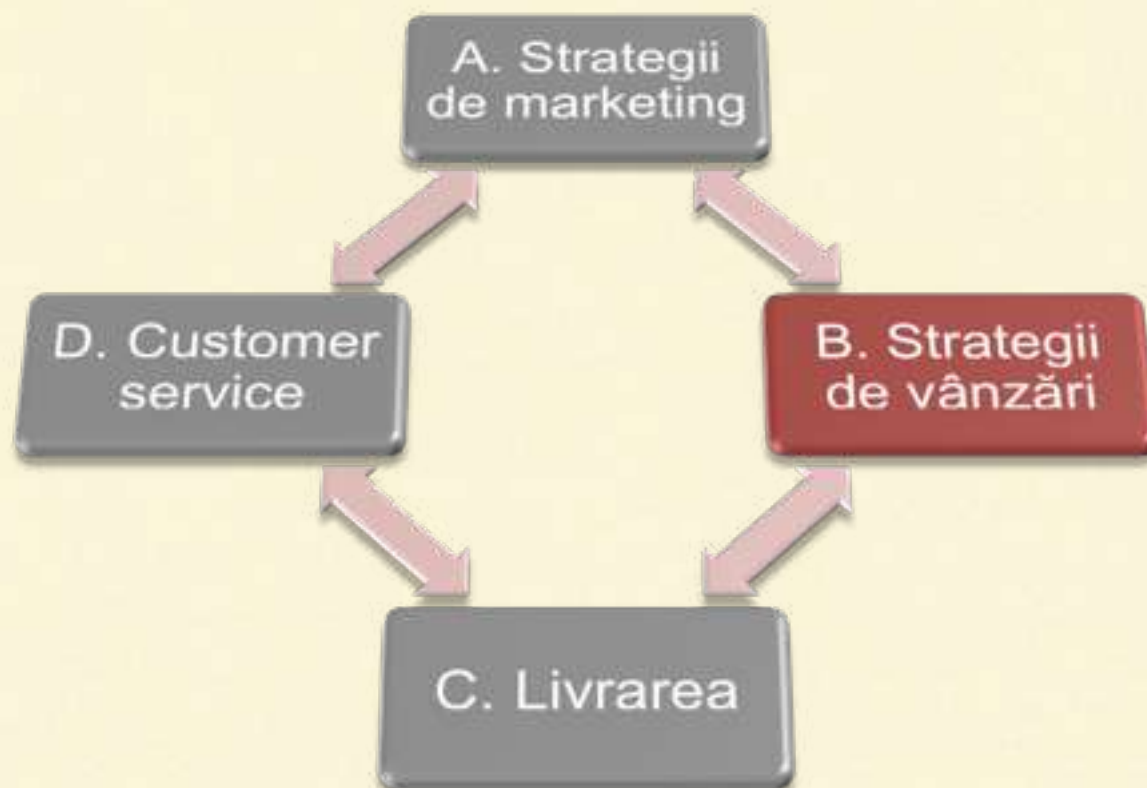 A. Strategii
de marketing
D. Customer
service
B. Strategii
de vânzări
C. Livrarea